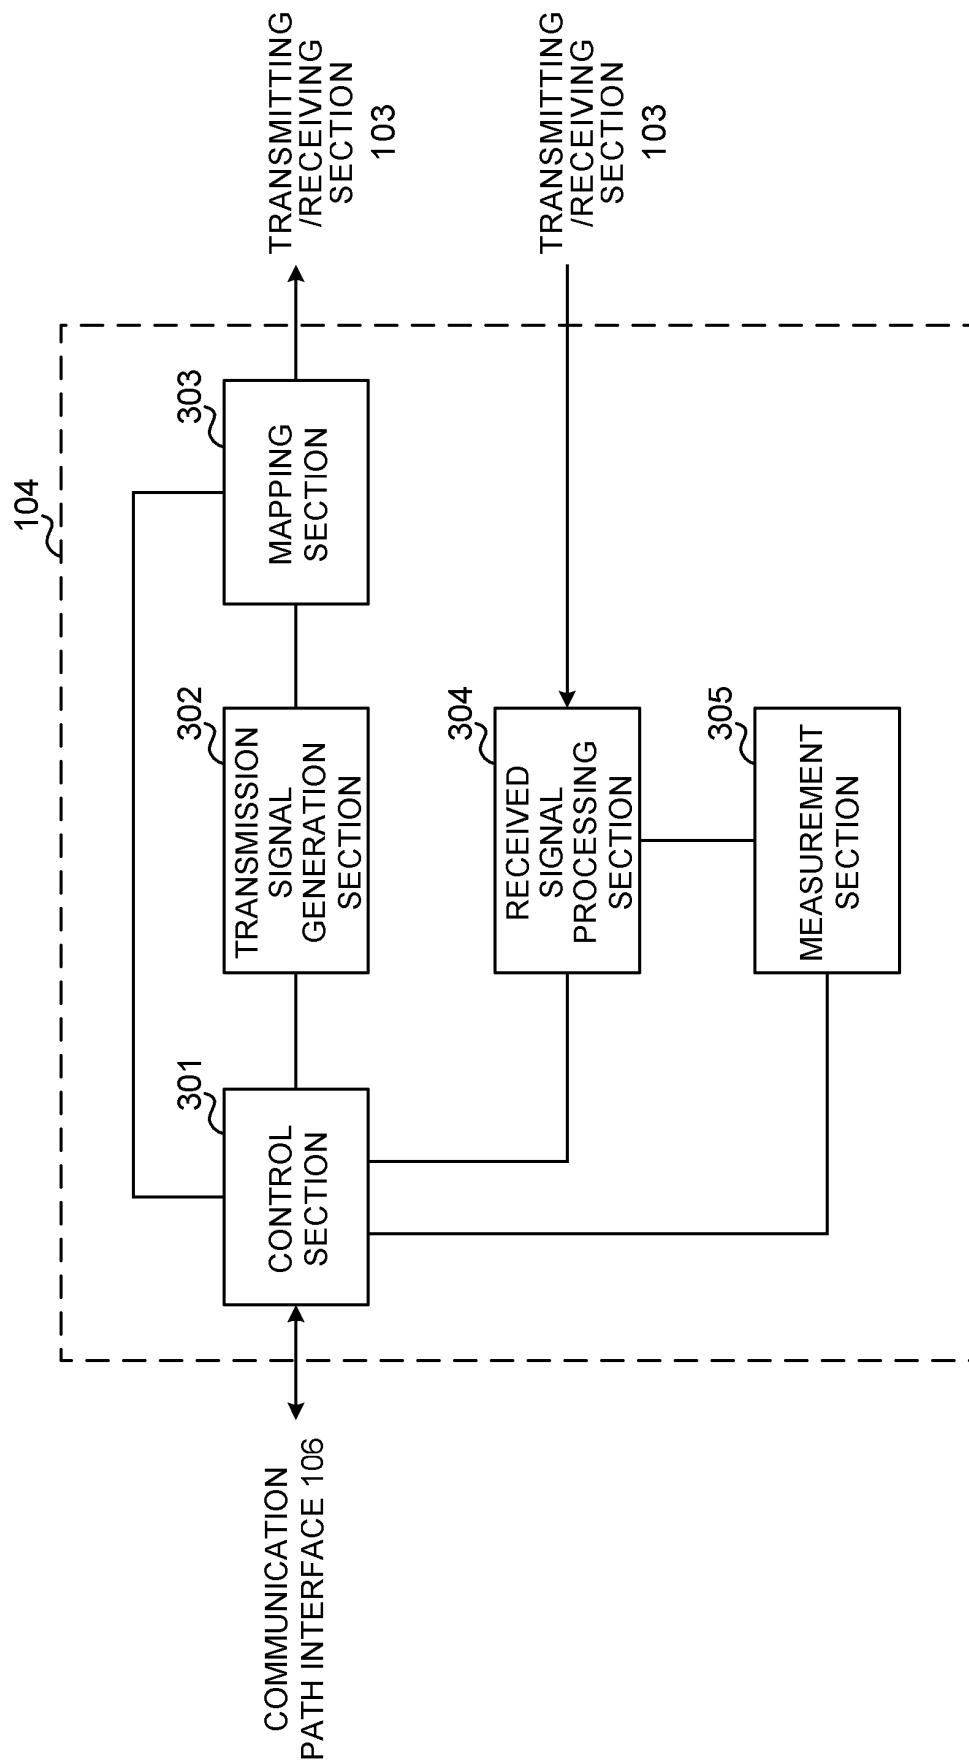 104
COMMUNICATION
PATH INTERFACE 106
301
CONTROL
SECTION
302
TRANSMISSION
SIGNAL
GENERATION
SECTION
303
MAPPING
SECTION
TRANSMITTING
/RECEIVING
SECTION
103
304
RECEIVED
SIGNAL
PROCESSING
SECTION
TRANSMITTING
/RECEIVING
SECTION
103
305
MEASUREMENT
SECTION